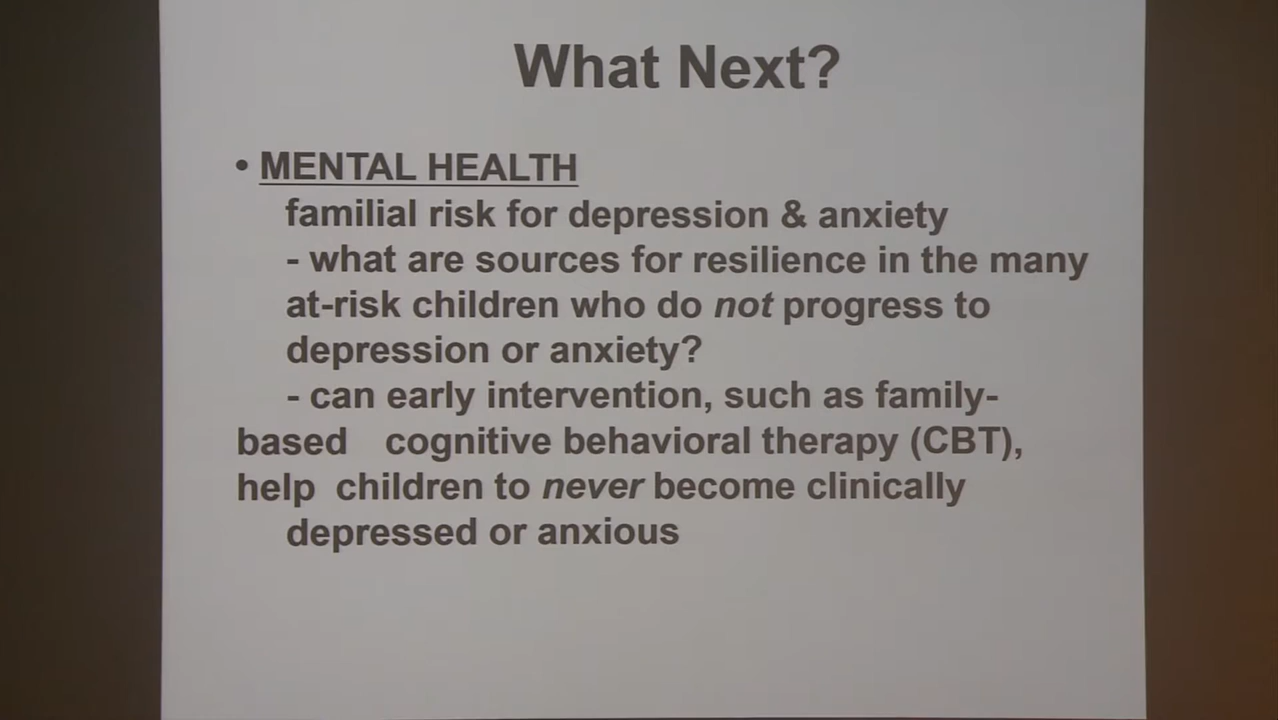 What Next?
• MENTAL HEALTH
familial risk for depression & anxiety
- what are sources for resilience in the many
at-risk children who do not progress to
depression or anxiety?
- can early intervention, such as family-
based cognitive behavioral therapy (CBT),
help children to never become clinically
depressed or anxious